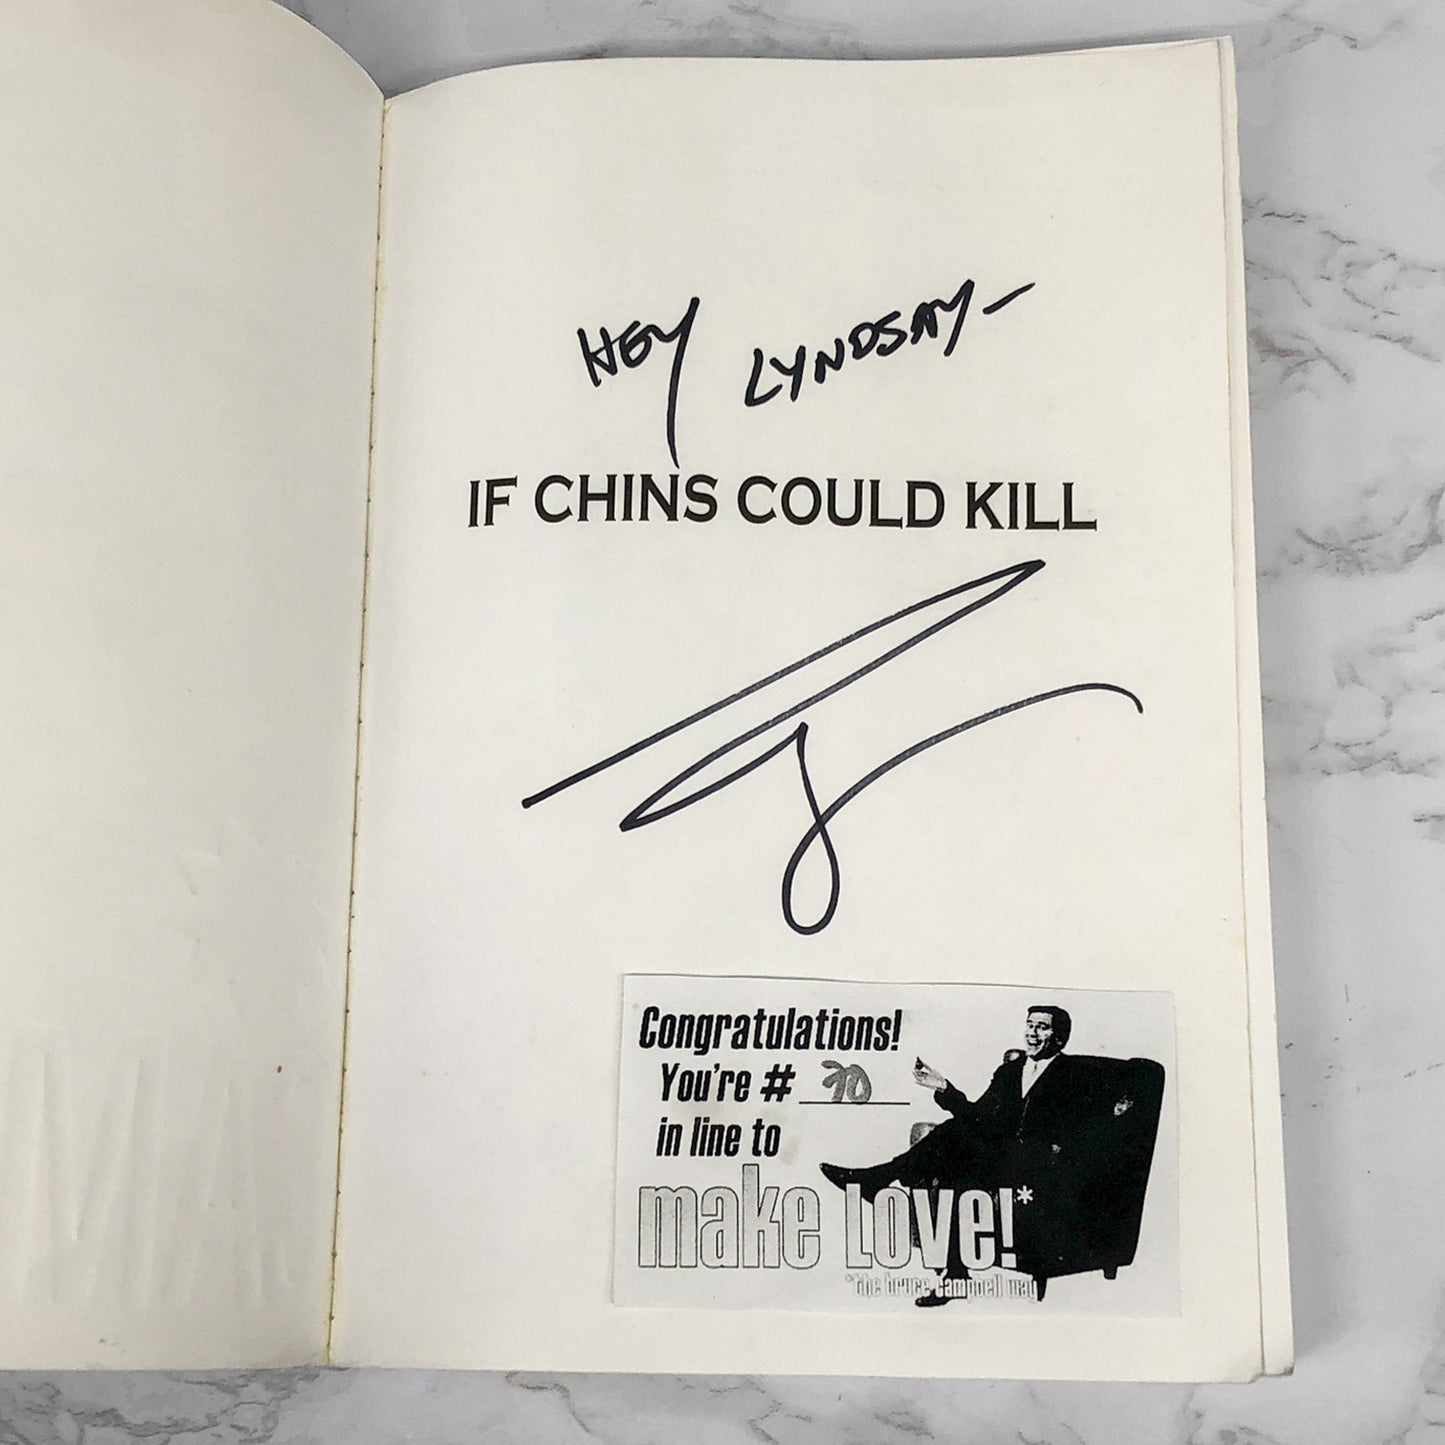 HEY LYNDSAY-
IF CHINS COULD KILL
Congratulations!
You're # 70
in line to
make Love!*
*the bruce campbell way